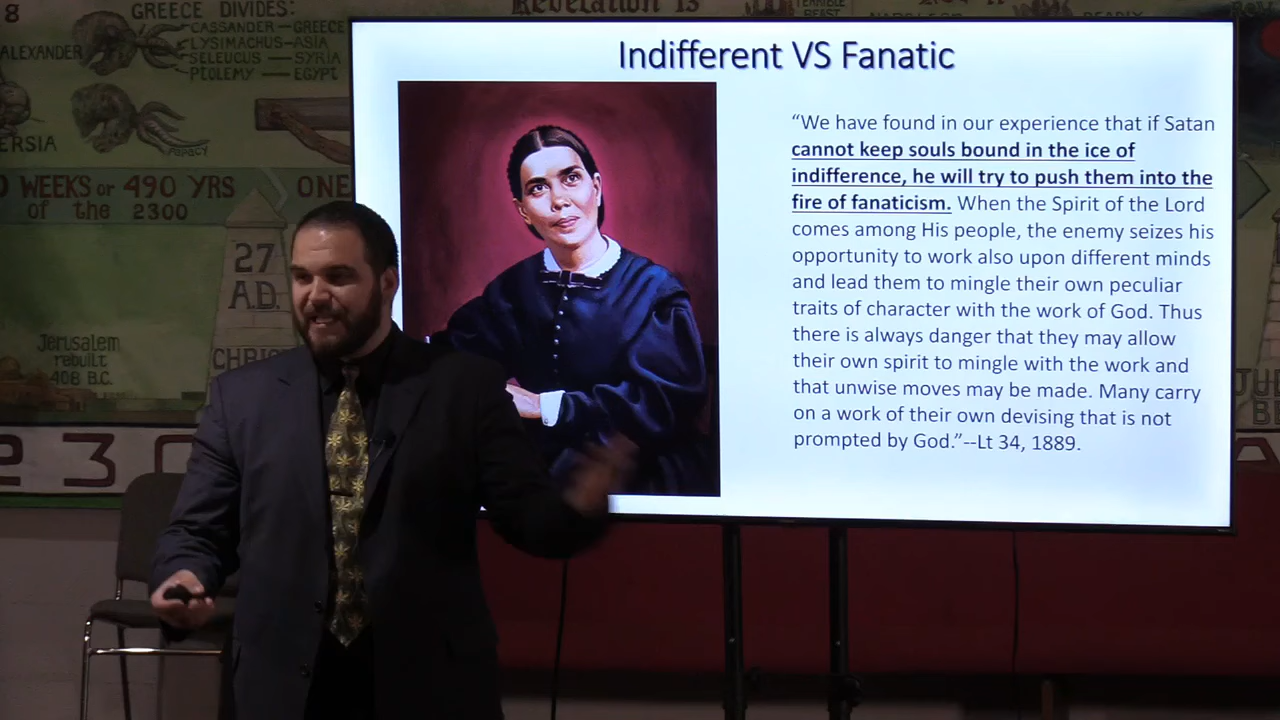 8
GREECE DIVIDES:
CASSANDER — GREECE
LYSIMACHUS — ASIA
SELEUCUS — SYRIA
PTOLEMY — EGYPT
ALEXANDER
ERSIA
PAPACY
Revelation 13
TERRIBLE
BEAST
DEADLY
WEEKS or 490 YRS
of the 2300
ONE
27
A.D.
CHRIS
Jerusalem
rebuilt
408 B.C.
2 3 0
Indifferent VS Fanatic
“We have found in our experience that if Satan
cannot keep souls bound in the ice of
indifference, he will try to push them into the
fire of fanaticism. When the Spirit of the Lord
comes among His people, the enemy seizes his
opportunity to work also upon different minds
and lead them to mingle their own peculiar
traits of character with the work of God. Thus
there is always danger that they may allow
their own spirit to mingle with the work and
that unwise moves may be made. Many carry
on a work of their own devising that is not
prompted by God.”--Lt 34, 1889.